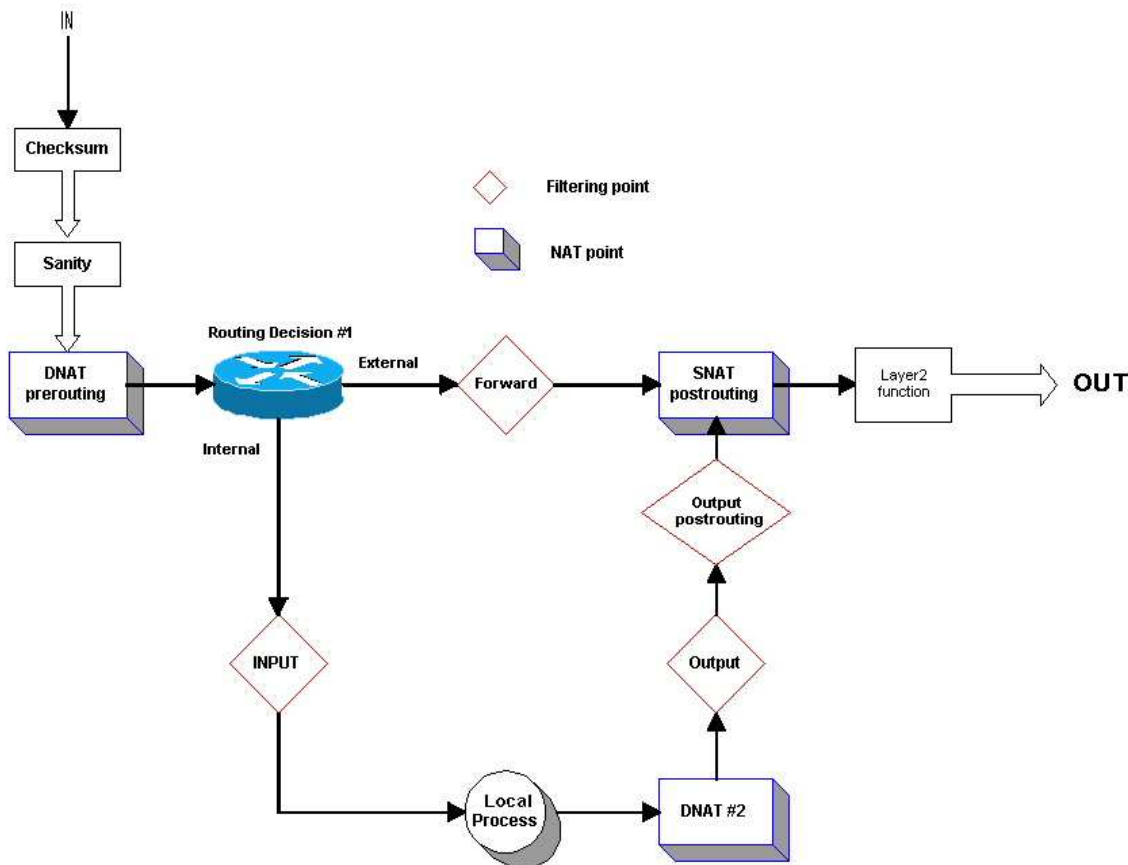 IN
Checksum
Filtering point
Sanity
NAT point
Routing Decision #1
DNAT
prerouting
External
Forward
SNAT
postrouting
Layer2
function
OUT
Internal
Output
postrouting
INPUT
Output
Local
Process
DNAT #2